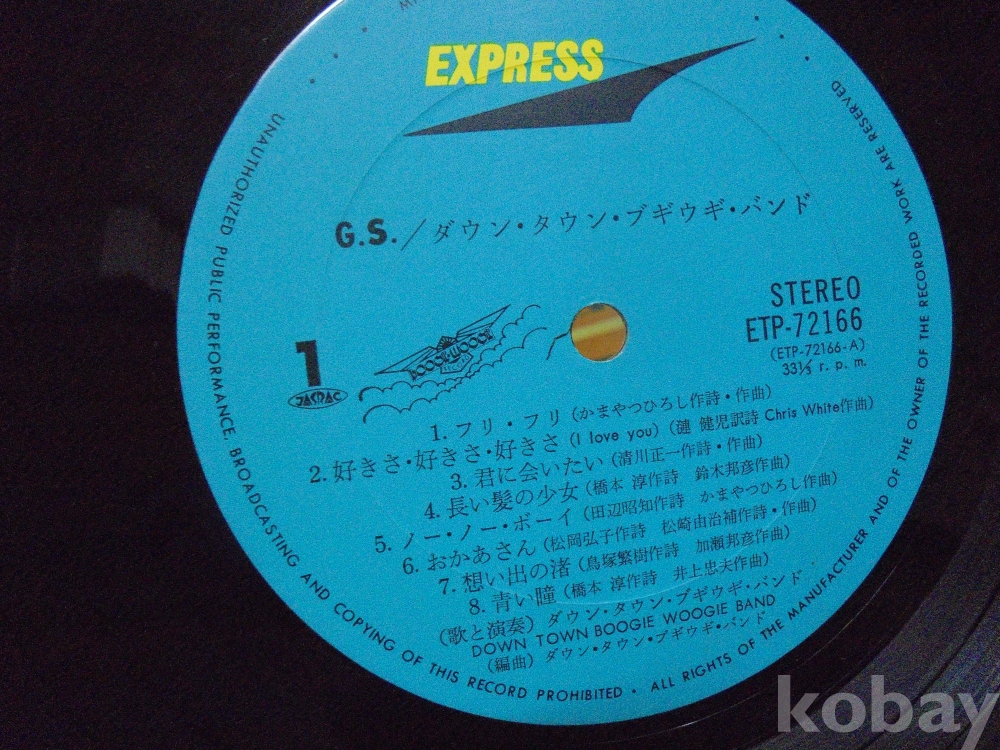 EXPRESS
G.S./ダウン・タウン・ブギウギ・バンド
STEREO
ETP-72166
(ETP-72166-A)
33⅓ r. p. m.
1
JASRAC
BOOGIE-WOOGIE
1. フリ・フリ (かまやつひろし作詩・作曲)
2. 好きさ・好きさ・好きさ (I love you) (漣 健児訳詩 Chris White作曲)
3. 君に会いたい (清川正一作詩・作曲)
4. 長い髪の少女 (橋本 淳作詩 鈴木邦彦作曲)
5. ノー・ボーイ (田辺昭知作詩 かまやつひろし作曲)
6. おかあさん (松岡弘子作詩 松崎由治補作詩・作曲)
7. 想い出の渚 (鳥塚繁樹作詩 加瀬邦彦作曲)
8. 青い瞳 (橋本 淳作詩 井上忠夫作曲)
(歌と演奏) ダウン・タウン・ブギウギ・バンド
DOWN TOWN BOOGIE WOOGIE BAND
(編曲) ダウン・タウン・ブギウギ・バンド
UNAUTHORIZED PUBLIC PERFORMANCE, BROADCASTING AND COPYING OF THIS RECORD PROHIBITED • ALL RIGHTS OF THE MANUFACTURER AND OF THE OWNER OF THE RECORDED WORK ARE RESERVED
kobay